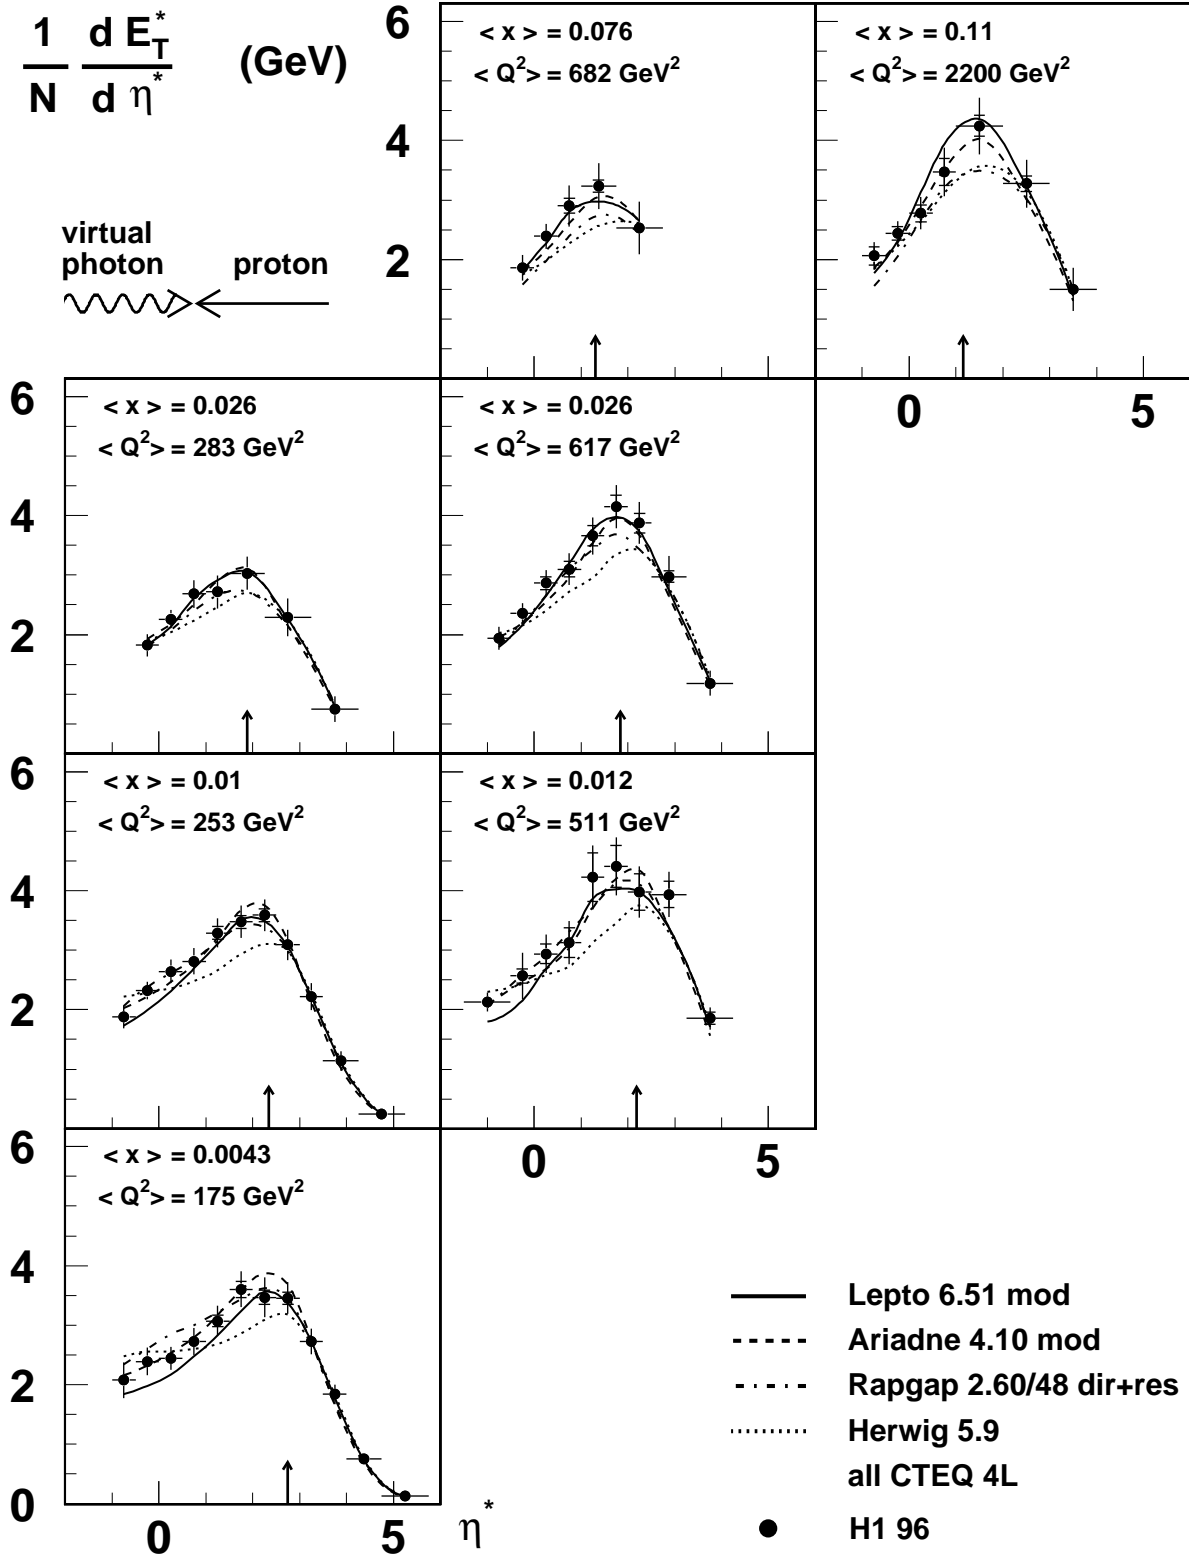 1 d E_T^*
N d η^*
(GeV)
virtual
photon
proton
6
4
2
< x > = 0.076
< Q^2> = 682 GeV^2
< x > = 0.11
< Q^2> = 2200 GeV^2
0 5
6
4
2
< x > = 0.026
< Q^2> = 283 GeV^2
< x > = 0.026
< Q^2> = 617 GeV^2
6
4
2
< x > = 0.01
< Q^2> = 253 GeV^2
< x > = 0.012
< Q^2> = 511 GeV^2
0 5
6
4
2
0
< x > = 0.0043
< Q^2> = 175 GeV^2
0 5 η^*
Lepto 6.51 mod
Ariadne 4.10 mod
Rapgap 2.60/48 dir+res
Herwig 5.9
all CTEQ 4L
H1 96